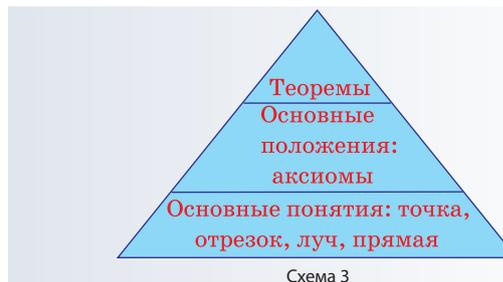 Теоремы
Основные
положения:
аксиомы
Основные понятия: точка,
отрезок, луч, прямая
Схема 3